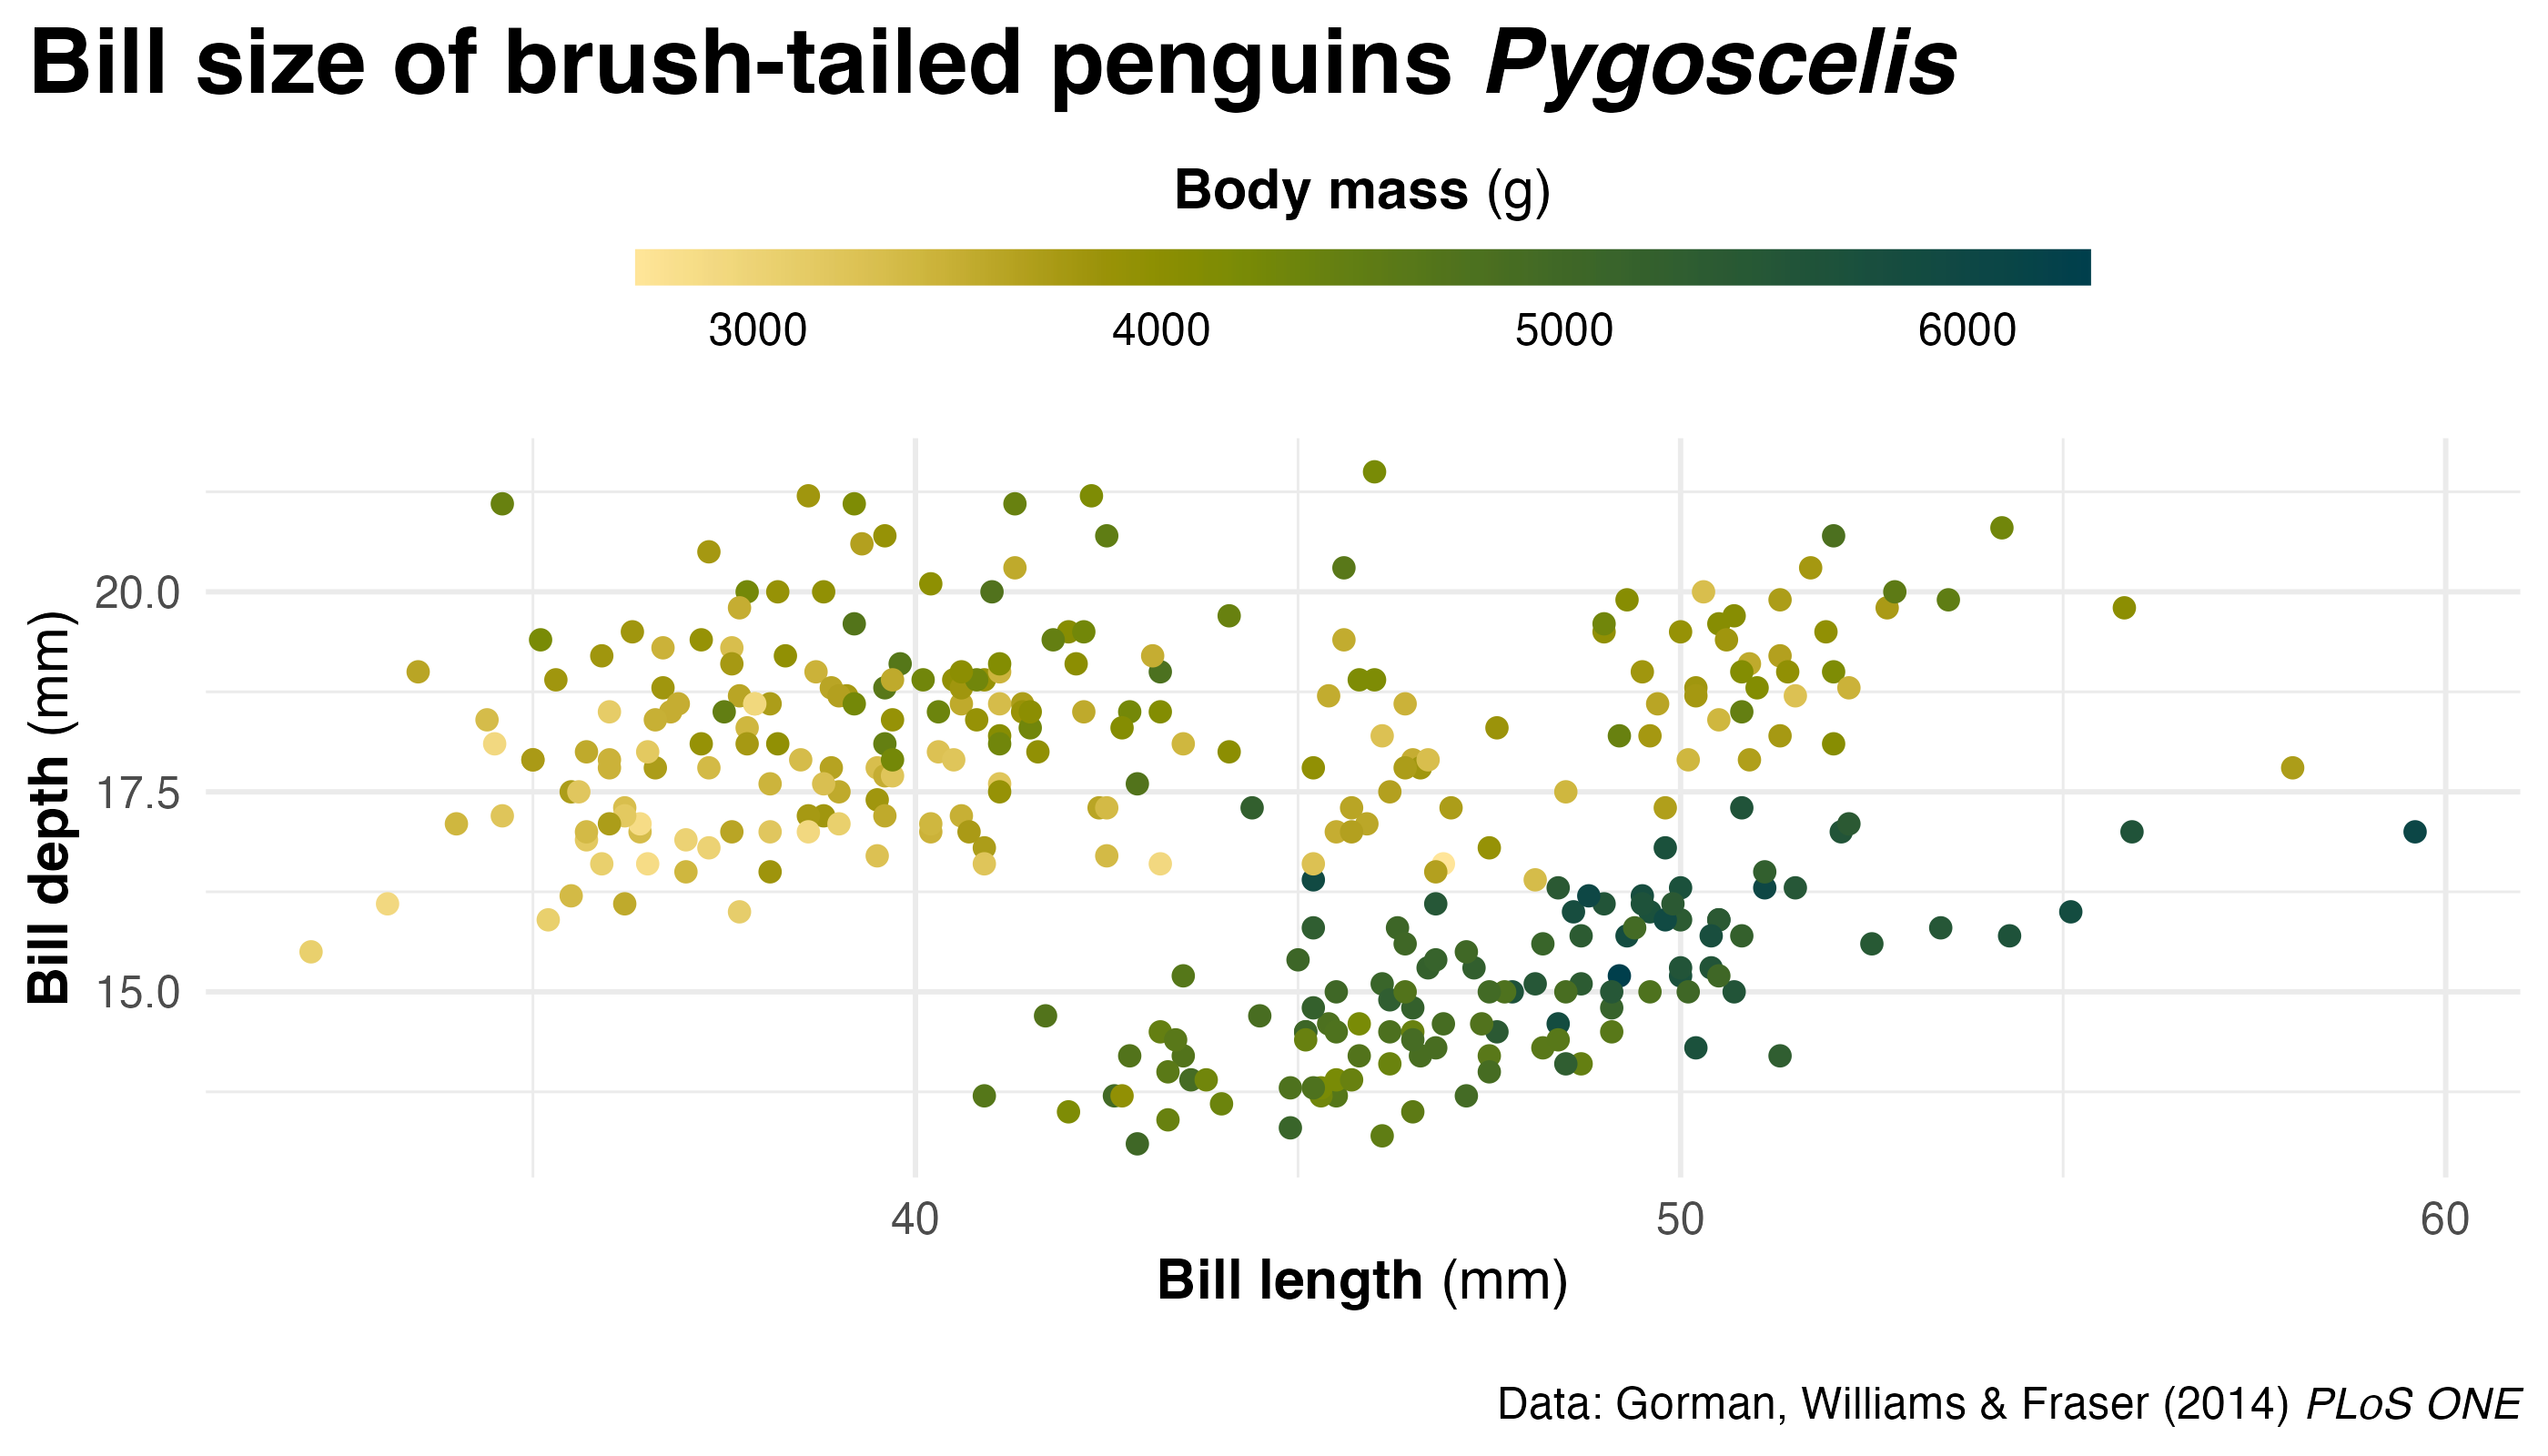 Bill size of brush-tailed penguins Pygoscelis
Body mass (g)
3000 4000 5000 6000
Bill depth (mm)
20.0
17.5
15.0
40 50 60
Bill length (mm)
Data: Gorman, Williams & Fraser (2014) PLoS ONE